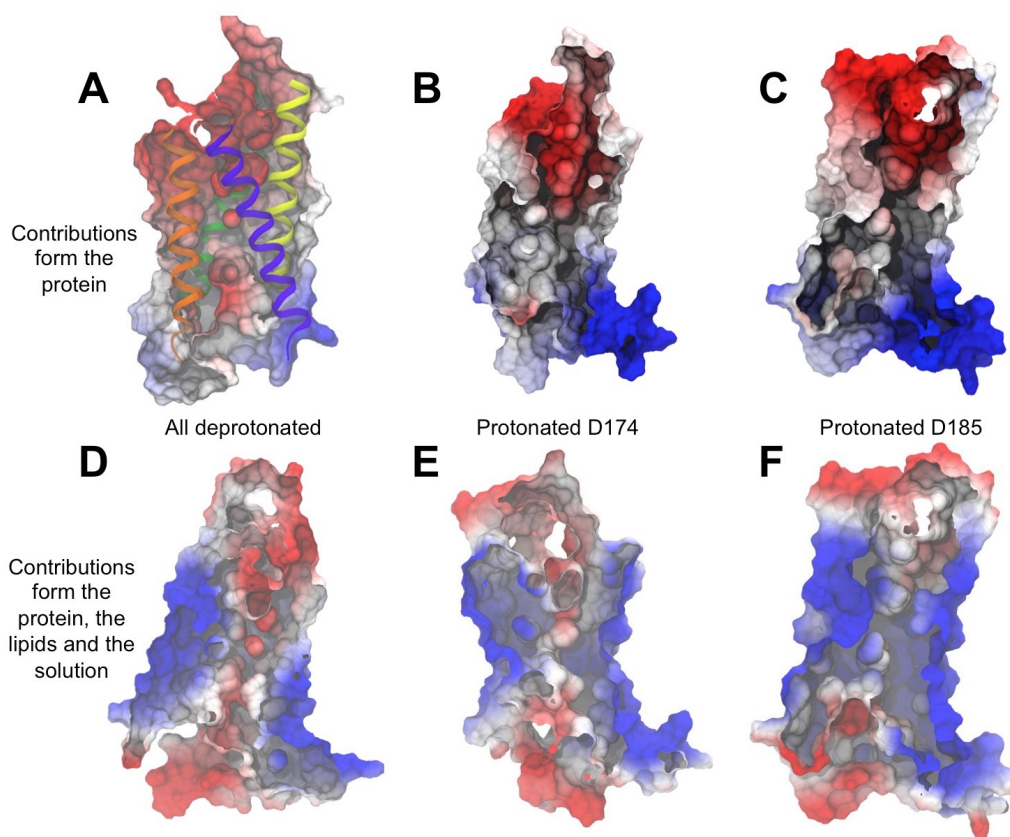 A
B
C
Contributions
form the
protein
All deprotonated
Protonated D174
Protonated D185
D
E
F
Contributions
form the
protein, the
lipids and the
solution